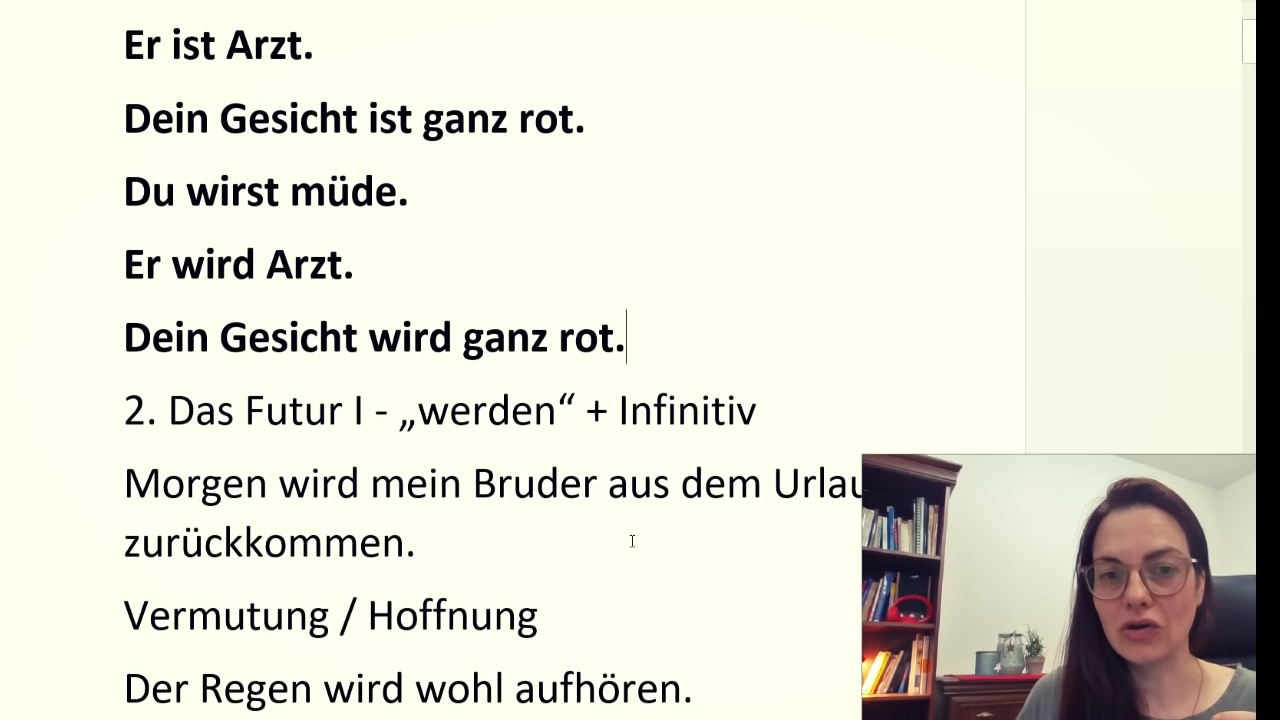 Er ist Arzt.
Dein Gesicht ist ganz rot.
Du wirst müde.
Er wird Arzt.
Dein Gesicht wird ganz rot.
2. Das Futur I - „werden“ + Infinitiv
Morgen wird mein Bruder aus dem
zurückkommen.
Vermutung / Hoffnung
Der Regen wird wohl aufhören.